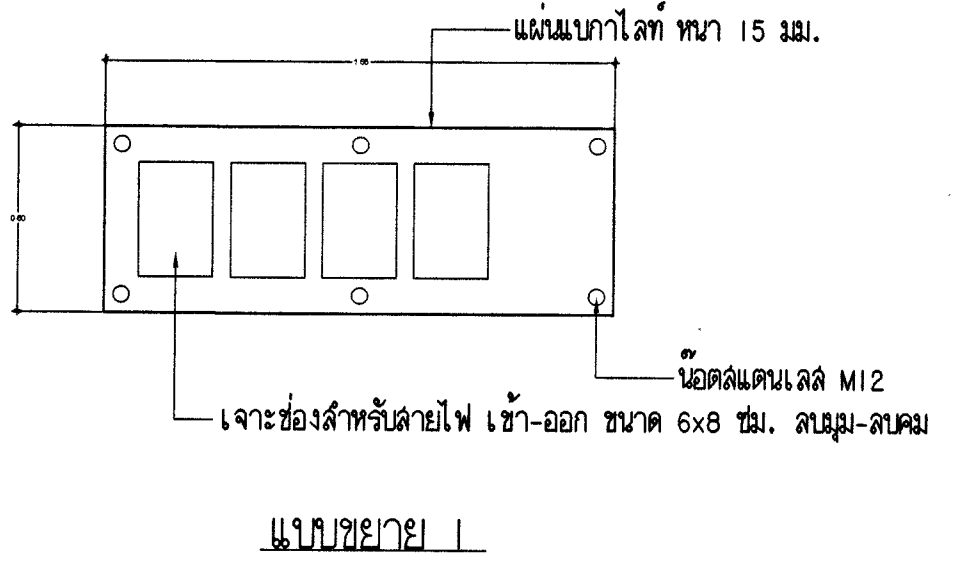 แผ่นแบกาไลท์ หนา 15 มม.
น๊อตสแตนเลส M12
เจาะช่องสำหรับสายไฟ เข้า-ออก ขนาด 6x8 ซม. ลบมุม-ลบคม
แบบขยาย 1